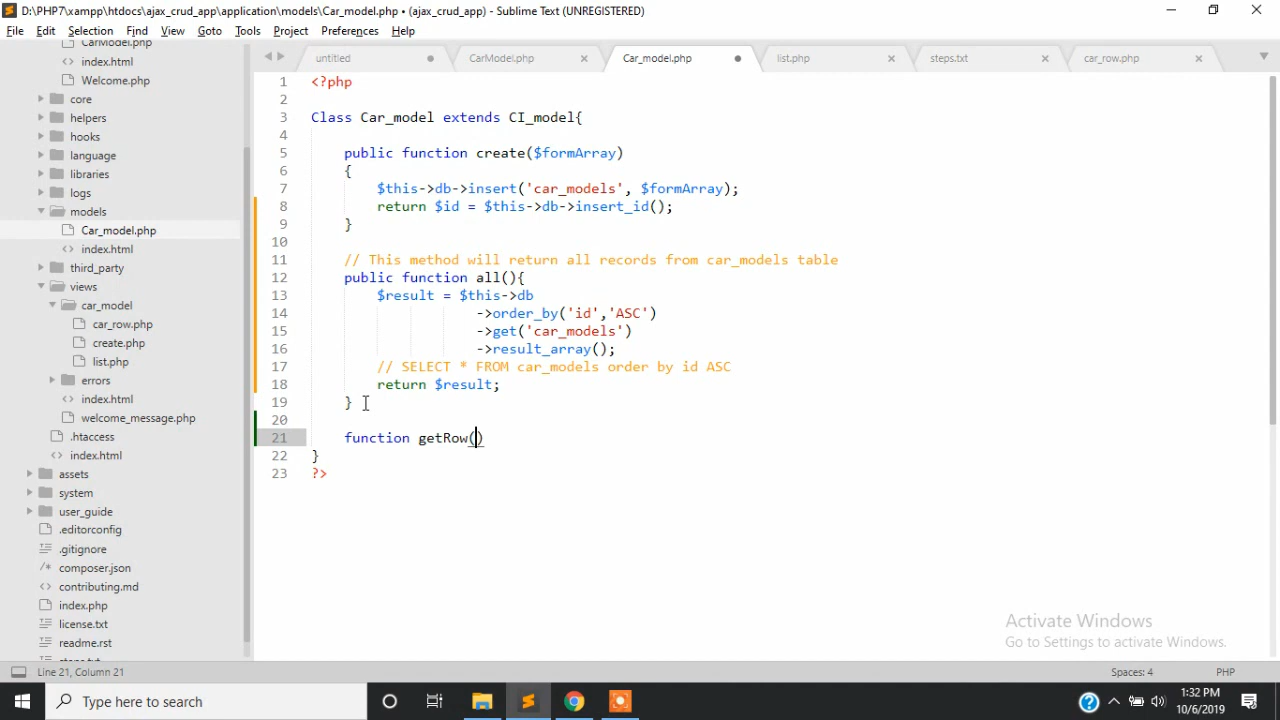 D:\PHP7\xampp\htdocs\ajax_crud_app\application\models\Car_model.php • (ajax_crud_app) - Sublime Text (UNREGISTERED)
File Edit Selection Find View Goto Tools Project Preferences Help
untitled CarModel.php Car_model.php list.php steps.txt car_row.php
CarModel.php
index.html
Welcome.php
core
helpers
hooks
language
libraries
logs
models
Car_model.php
index.html
third_party
views
car_model
car_row.php
create.php
list.php
errors
index.html
welcome_message.php
.htaccess
index.html
assets
system
user_guide
.editorconfig
.gitignore
composer.json
contributing.md
index.php
license.txt
readme.rst
steps.txt
1 <?php
2
3 Class Car_model extends CI_model{
4
5 public function create($formArray)
6 {
7 $this->db->insert('car_models', $formArray);
8 return $id = $this->db->insert_id();
9 }
10
11 // This method will return all records from car_models table
12 public function all(){
13 $result = $this->db
14 ->order_by('id','ASC')
15 ->get('car_models')
16 ->result_array();
17 // SELECT * FROM car_models order by id ASC
18 return $result;
19 }
20
21 function getRow()
22 }
23 ?>
Activate Windows
Go to Settings to activate Windows.
Line 21, Column 21 Spaces: 4 PHP
Type here to search
1:32 PM
10/6/2019